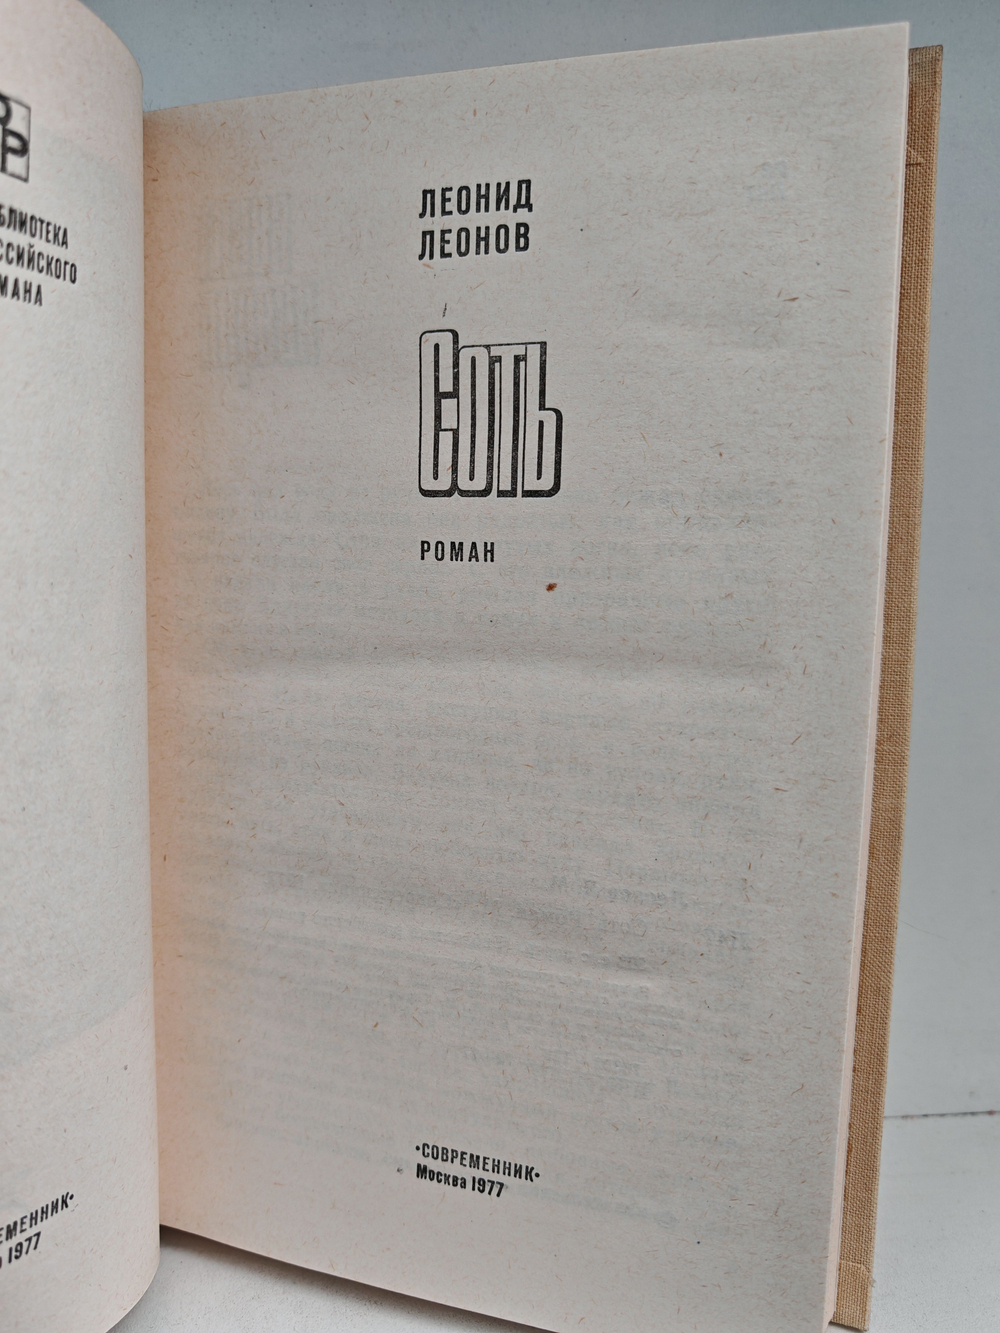 Р
БЛИОТЕКА
ССИЙСКОГО
МАНА
ЕМЕННИК•
1977
ЛЕОНИД
ЛЕОНОВ
СОТЬ
РОМАН
•СОВРЕМЕННИК•
Москва 1977